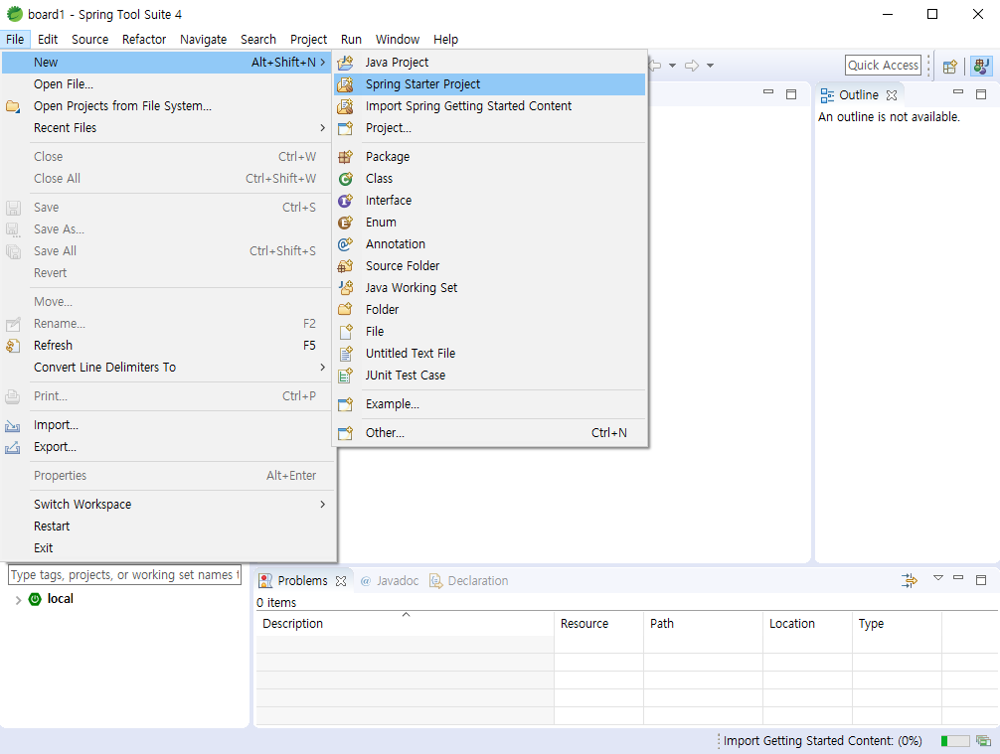 board1 - Spring Tool Suite 4
File Edit Source Refactor Navigate Search Project Run Window Help
New Alt+Shift+N
Open File...
Open Projects from File System...
Recent Files
Close Ctrl+W
Close All Ctrl+Shift+W
Save Ctrl+S
Save As...
Save All Ctrl+Shift+S
Revert
Move...
Rename... F2
Refresh F5
Convert Line Delimiters To
Print... Ctrl+P
Import...
Export...
Properties Alt+Enter
Switch Workspace
Restart
Exit
Java Project
Spring Starter Project
Import Spring Getting Started Content
Project...
Package
Class
Interface
Enum
Annotation
Source Folder
Java Working Set
Folder
File
Untitled Text File
JUnit Test Case
Example...
Other... Ctrl+N
Quick Access
Outline
An outline is not available.
Type tags, projects, or working set names
local
Problems Javadoc Declaration
0 items
Description Resource Path Location Type
Import Getting Started Content: (0%)